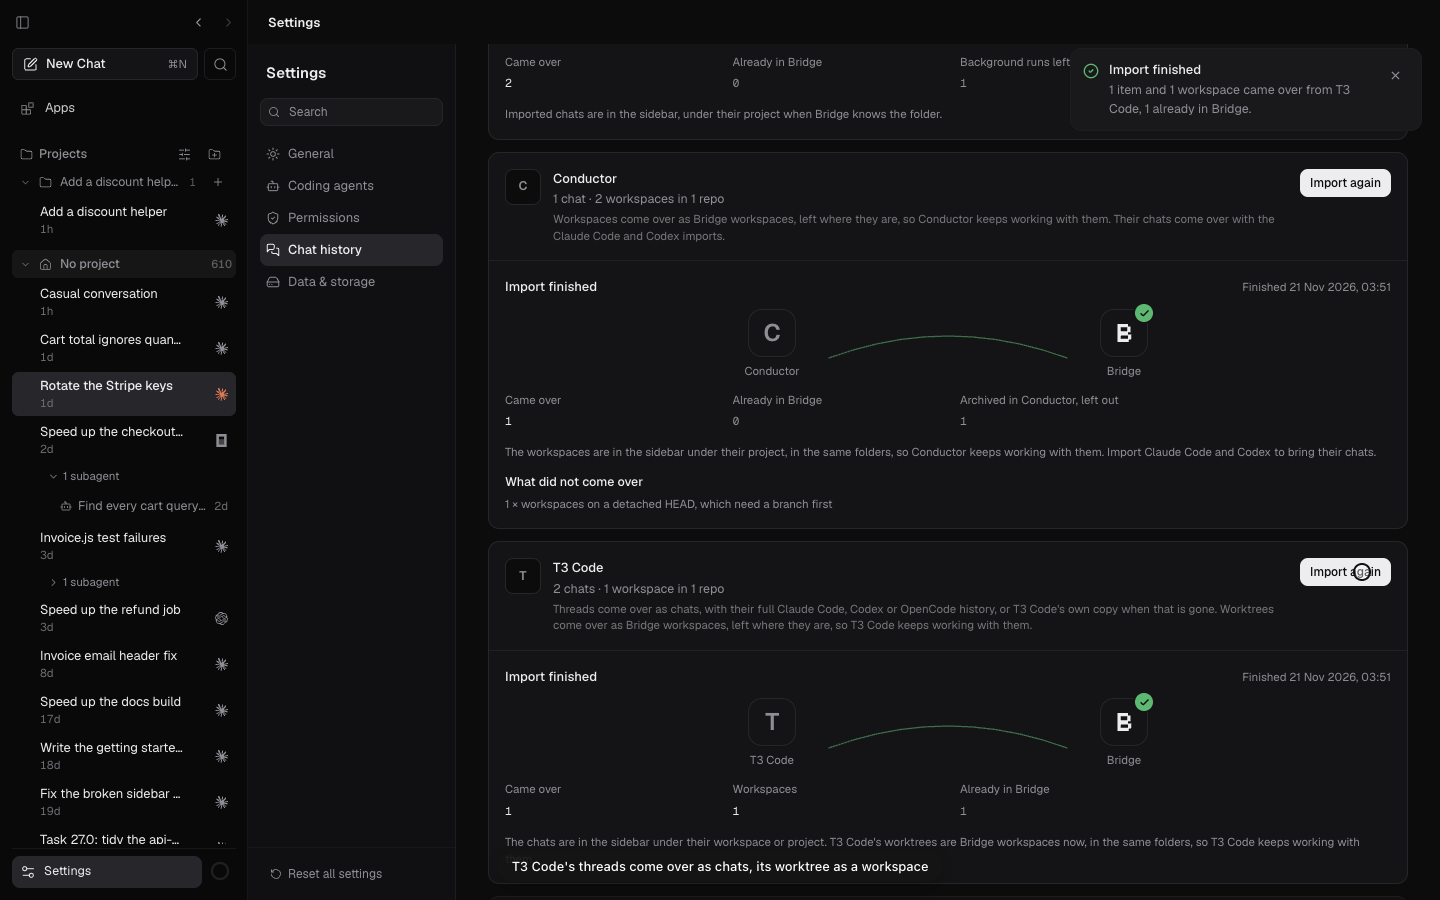 Settings
New Chat
⌘N
Apps
Projects
Add a discount help...
1
Add a discount helper
1h
No project
610
Casual conversation
1h
Cart total ignores quan...
1d
Rotate the Stripe keys
1d
Speed up the checkout...
2d
1 subagent
Find every cart query...
2d
Invoice.js test failures
3d
1 subagent
Speed up the refund job
3d
Invoice email header fix
8d
Speed up the docs build
17d
Write the getting starte...
18d
Fix the broken sidebar ...
19d
Task 27.0: tidy the api-...
Settings
Settings
Search
General
Coding agents
Permissions
Chat history
Data & storage
Reset all settings
Came over
Already in Bridge
Background runs left
2
0
1
Imported chats are in the sidebar, under their project when Bridge knows the folder.
Import finished
1 item and 1 workspace came over from T3
Code, 1 already in Bridge.
C
Conductor
1 chat · 2 workspaces in 1 repo
Workspaces come over as Bridge workspaces, left where they are, so Conductor keeps working with them. Their chats come over with the
Claude Code and Codex imports.
Import again
Import finished
Finished 21 Nov 2026, 03:51
C
B
Conductor
Bridge
Came over
Already in Bridge
Archived in Conductor, left out
1
0
1
The workspaces are in the sidebar under their project, in the same folders, so Conductor keeps working with them. Import Claude Code and Codex to bring their chats.
What did not come over
1 × workspaces on a detached HEAD, which need a branch first
T
T3 Code
2 chats · 1 workspace in 1 repo
Threads come over as chats, with their full Claude Code, Codex or OpenCode history, or T3 Code's own copy when that is gone. Worktrees
come over as Bridge workspaces, left where they are, so T3 Code keeps working with them.
Import again
Import finished
Finished 21 Nov 2026, 03:51
T
B
T3 Code
Bridge
Came over
Workspaces
Already in Bridge
1
1
1
The chats are in the sidebar under their workspace or project. T3 Code's worktrees are Bridge workspaces now, in the same folders, so T3 Code keeps working with
T3 Code's threads come over as chats, its worktree as a workspace